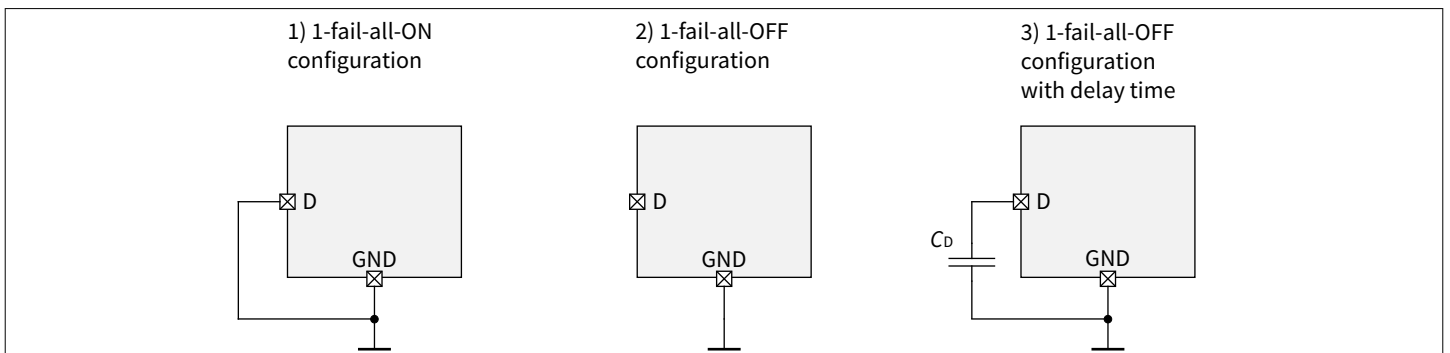 1) 1-fail-all-ON
configuration
2) 1-fail-all-OFF
configuration
3) 1-fail-all-OFF
configuration
with delay time
D
GND
D
GND
CD
D
GND